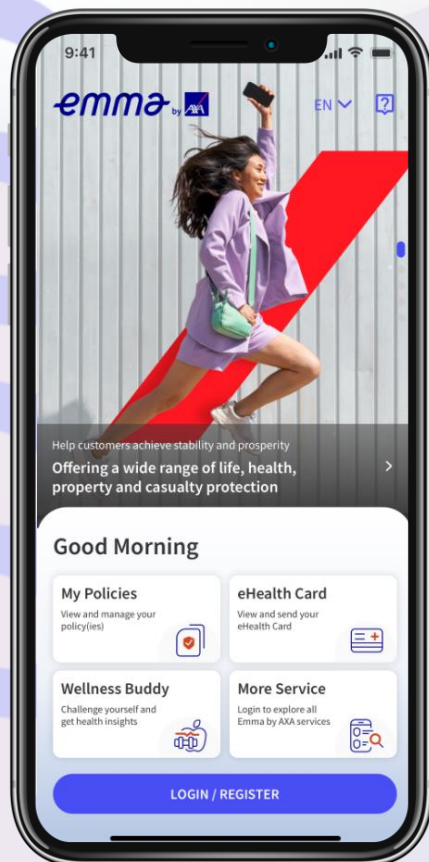 9:41
emma by AXA
EN
Help customers achieve stability and prosperity
Offering a wide range of life, health,
property and casualty protection
Good Morning
My Policies
View and manage your
policy(ies)
eHealth Card
View and send your
eHealth Card
Wellness Buddy
Challenge yourself and
get health insights
More Service
Login to explore all
Emma by AXA services
LOGIN / REGISTER